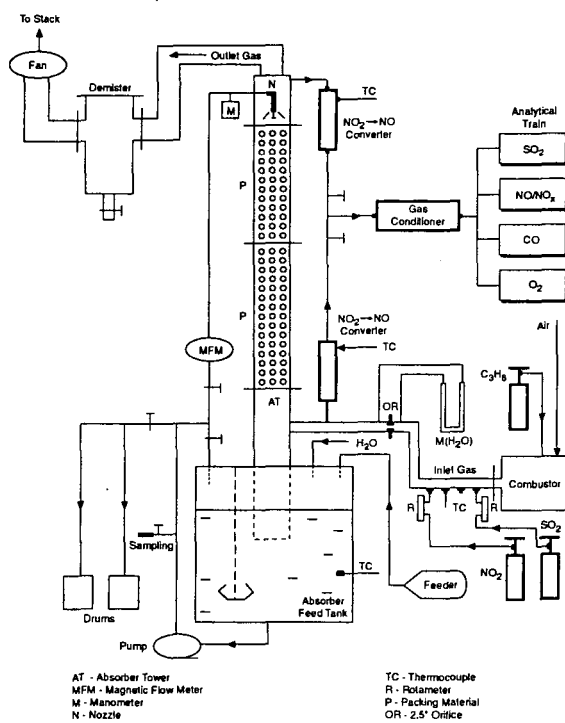 To Stack
Fan
Demister
Outlet Gas
N
M
TC
NO₂→NO
Converter
Analytical
Train
SO₂
NO/NOₓ
CO
O₂
Gas
Conditioner
P
P
NO₂→NO
Converter
TC
MFM
AT
OR
M(H₂O)
C₃H₈
Air
H₂O
Inlet Gas
Combustor
R
TC
R
SO₂
NO₂
Sampling
Drums
Pump
TC
Absorber
Feed Tank
Feeder
AT - Absorber Tower
MFM - Magnetic Flow Meter
M - Manometer
N - Nozzle
TC - Thermocouple
R - Rotameter
P - Packing Material
OR - 2.5" Orifice